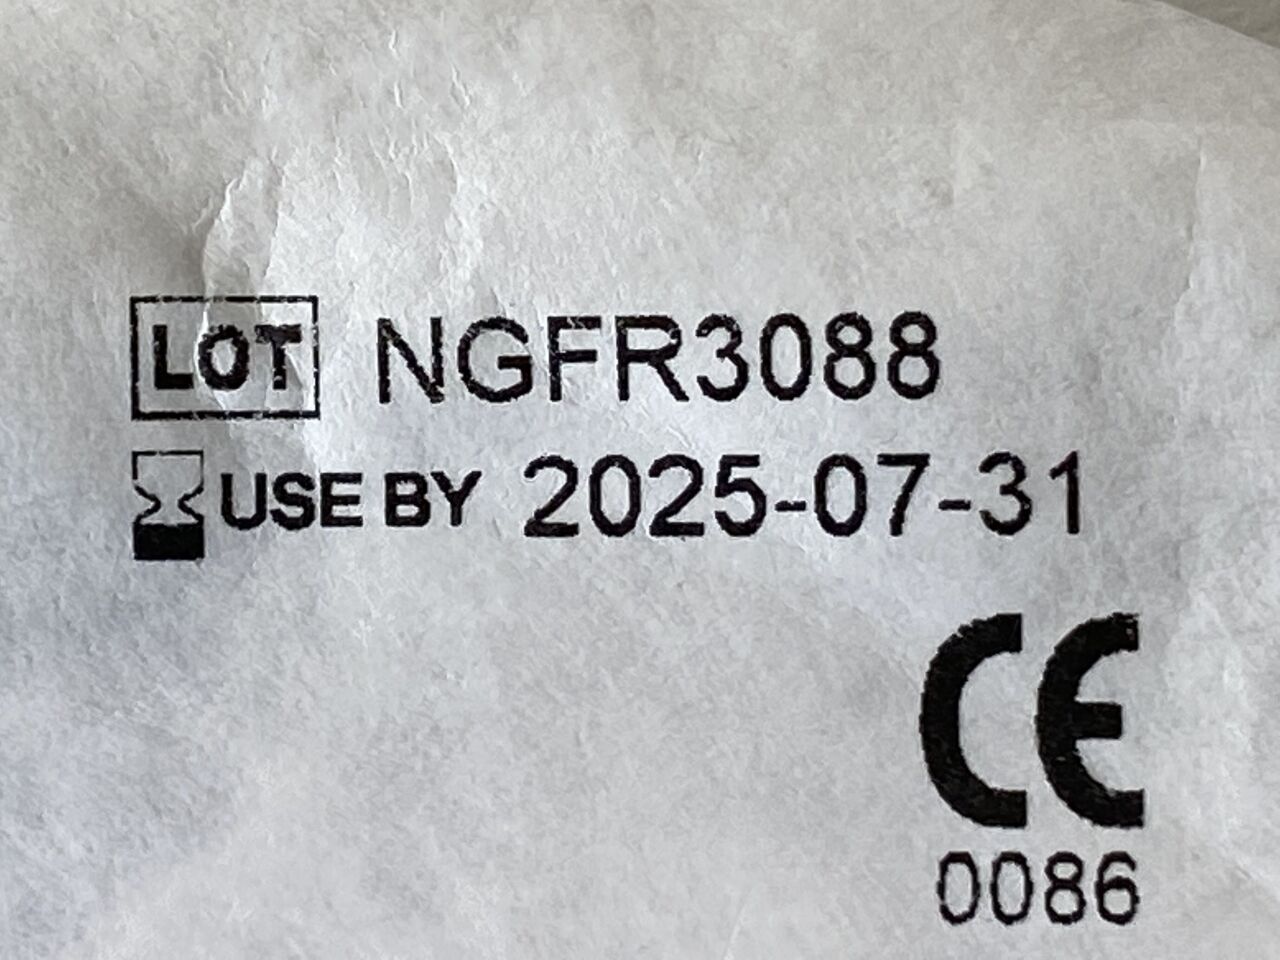 LOT NGFR3088
USE BY 2025-07-31
CE
0086